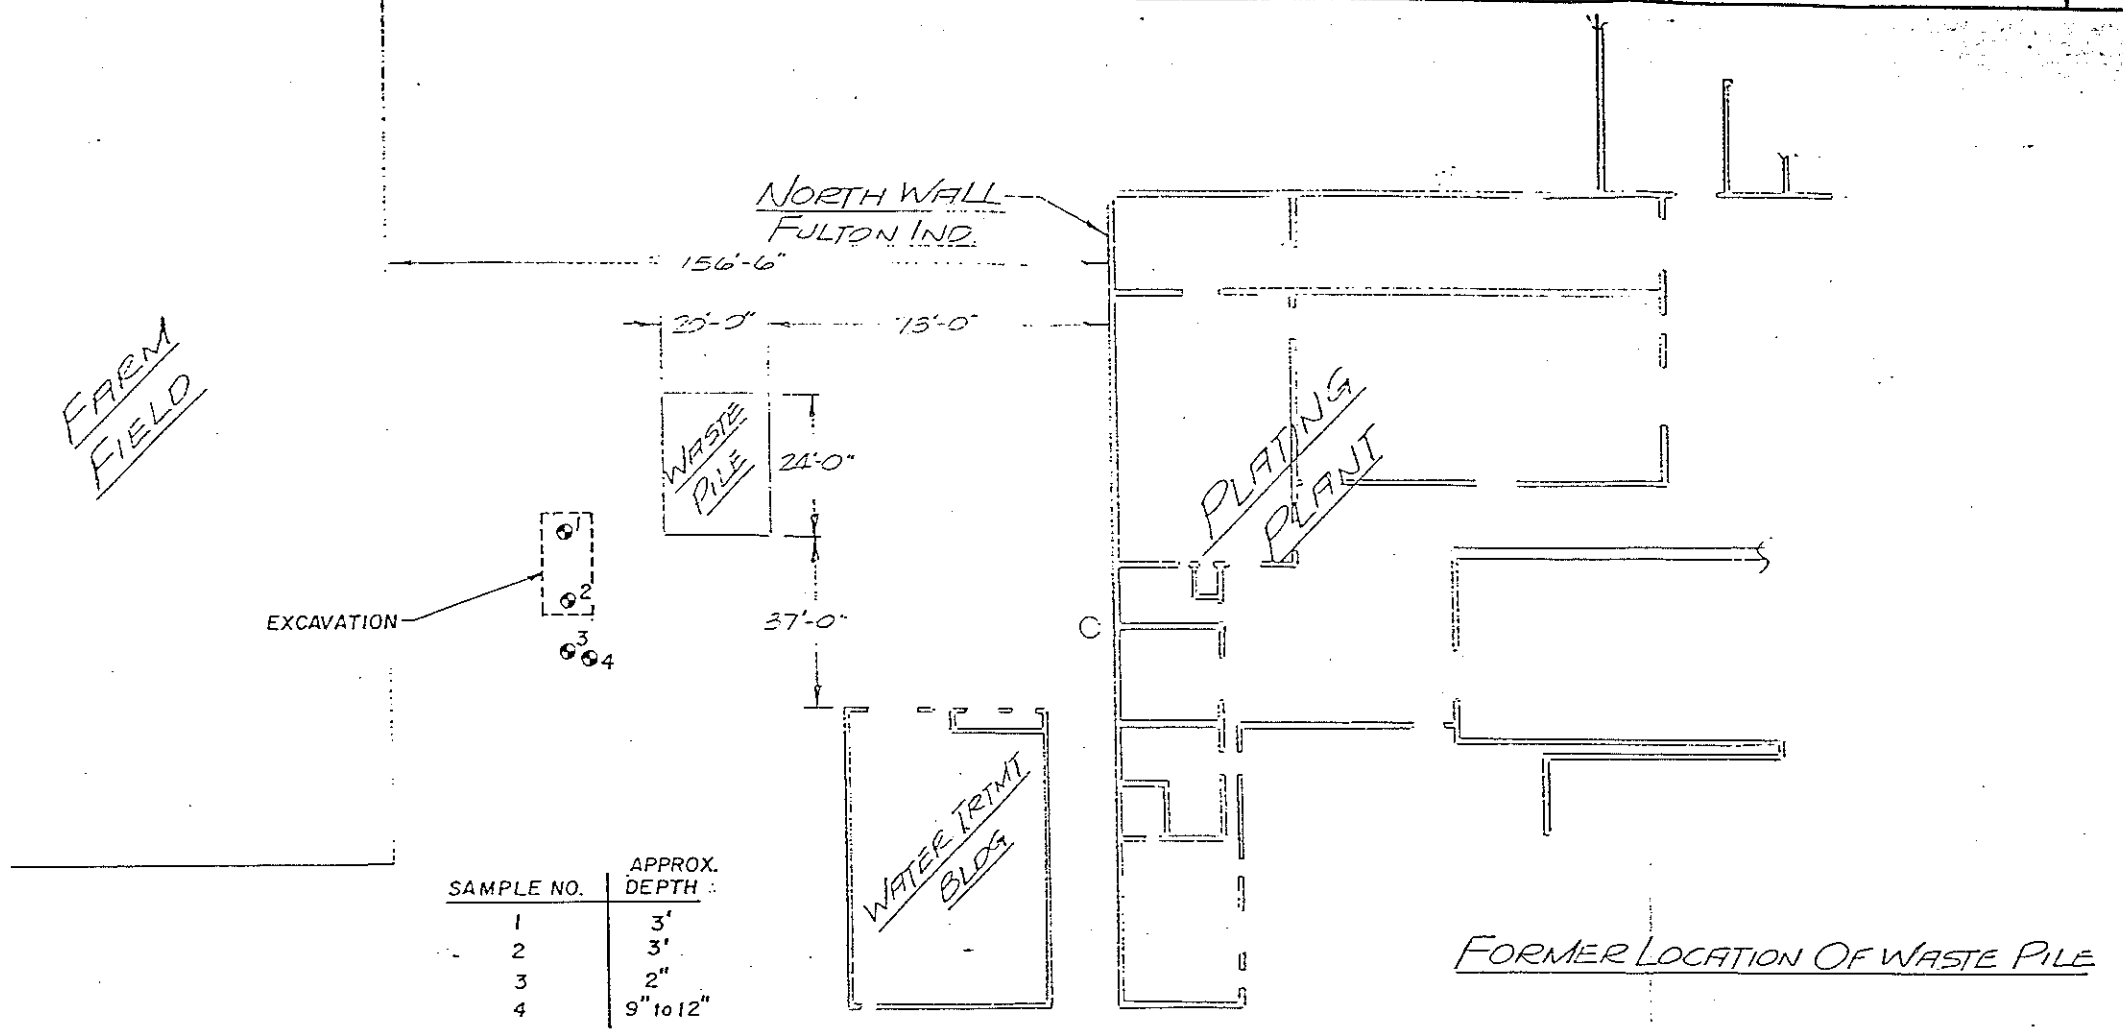 NORTH WALL
FULTON IND.
156'-6"
20'-0"
73'-0"
FARM
FIELD
WASTE
PILE
24'-0"
PLATING
PLANT
1
2
EXCAVATION
37'-0"
3
4
C
WATER TRTMT
BLDG
SAMPLE NO. APPROX. DEPTH
1 3'
2 3'
3 2"
4 9" to 12"
FORMER LOCATION OF WASTE PILE